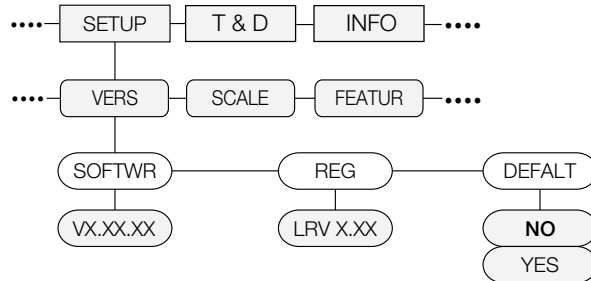 •••• SETUP T & D INFO ••••
•••• VERS SCALE FEATUR ••••
SOFTWR REG DEFALT
VX.XX.XX LRV X.XX NO
YES